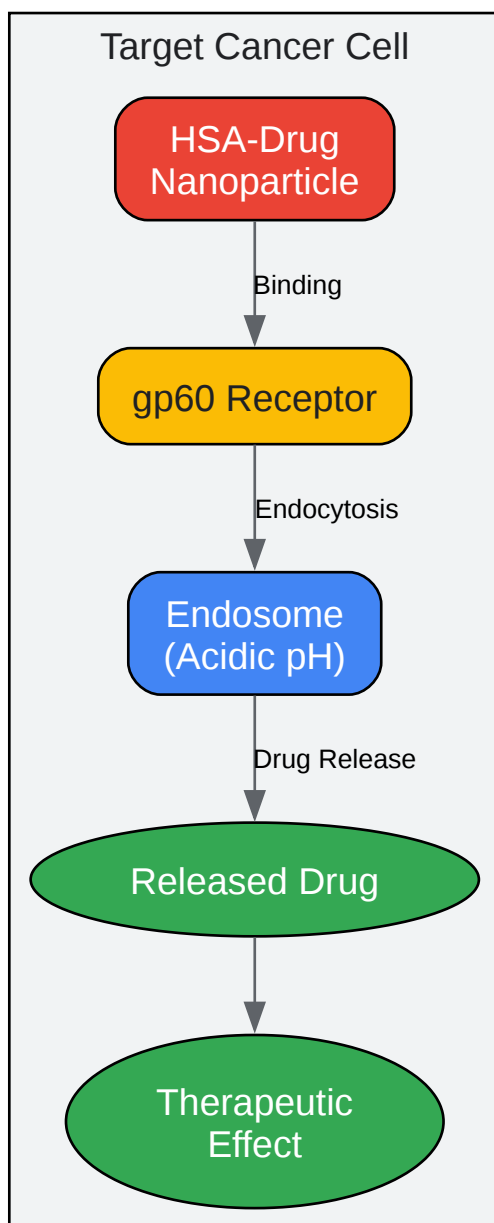 Target Cancer Cell
HSA-Drug
Nanoparticle
Binding
gp60 Receptor
Endocytosis
Endosome
(Acidic pH)
Drug Release
Released Drug
Therapeutic
Effect